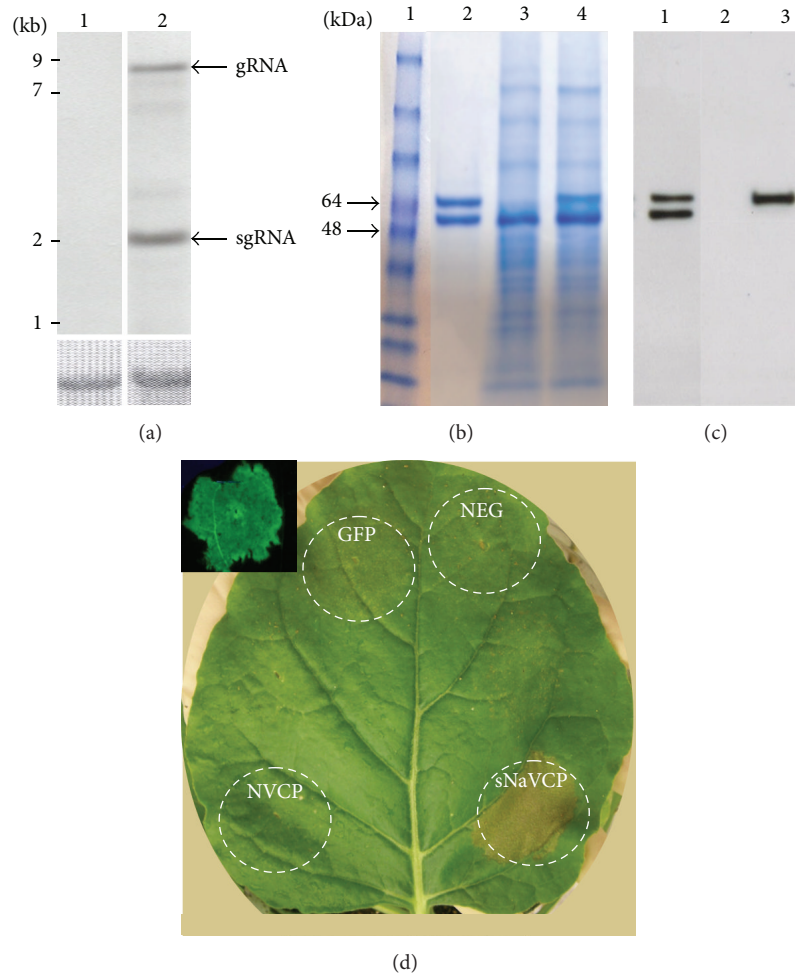 (kb) 1 2
9
7
2
1
gRNA
sgRNA
(a)
(kDa) 1 2 3 4
64
48
(b)
1 2 3
(c)
GFP
NEG
NVCP
sNaVCP
(d)